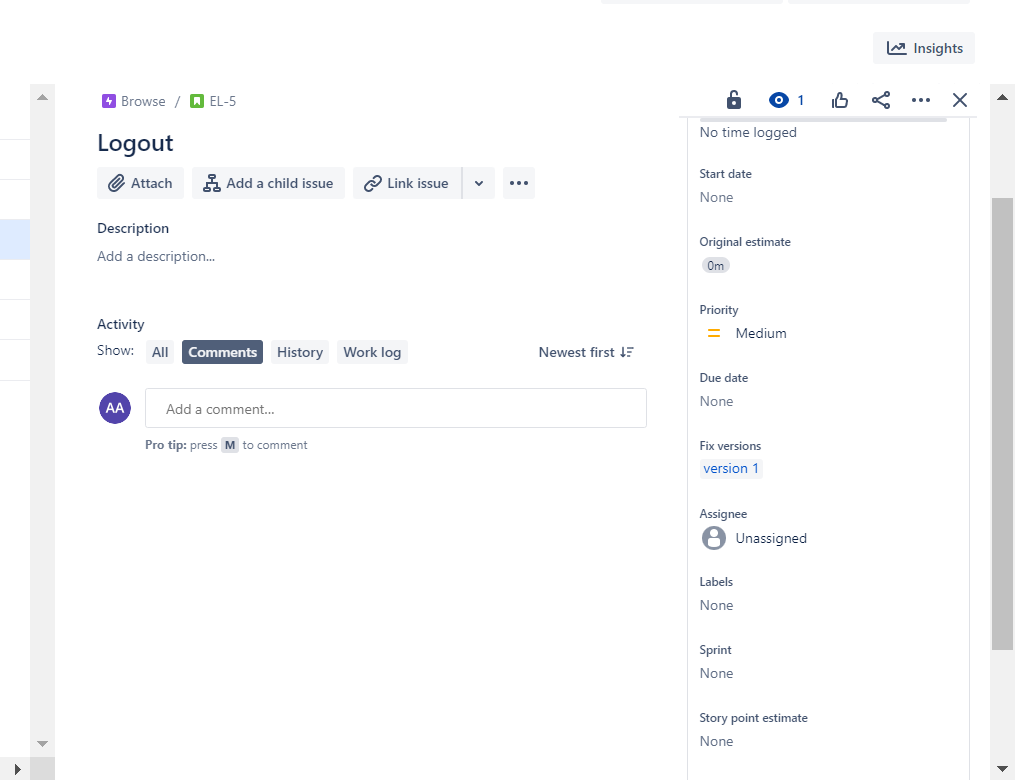 Insights
Browse / EL-5
1
Logout
Attach
Add a child issue
Link issue
Description
Add a description...
Activity
Show: All Comments History Work log Newest first
AA
Add a comment...
Pro tip: press M to comment
No time logged
Start date
None
Original estimate
0m
Priority
Medium
Due date
None
Fix versions
version 1
Assignee
Unassigned
Labels
None
Sprint
None
Story point estimate
None